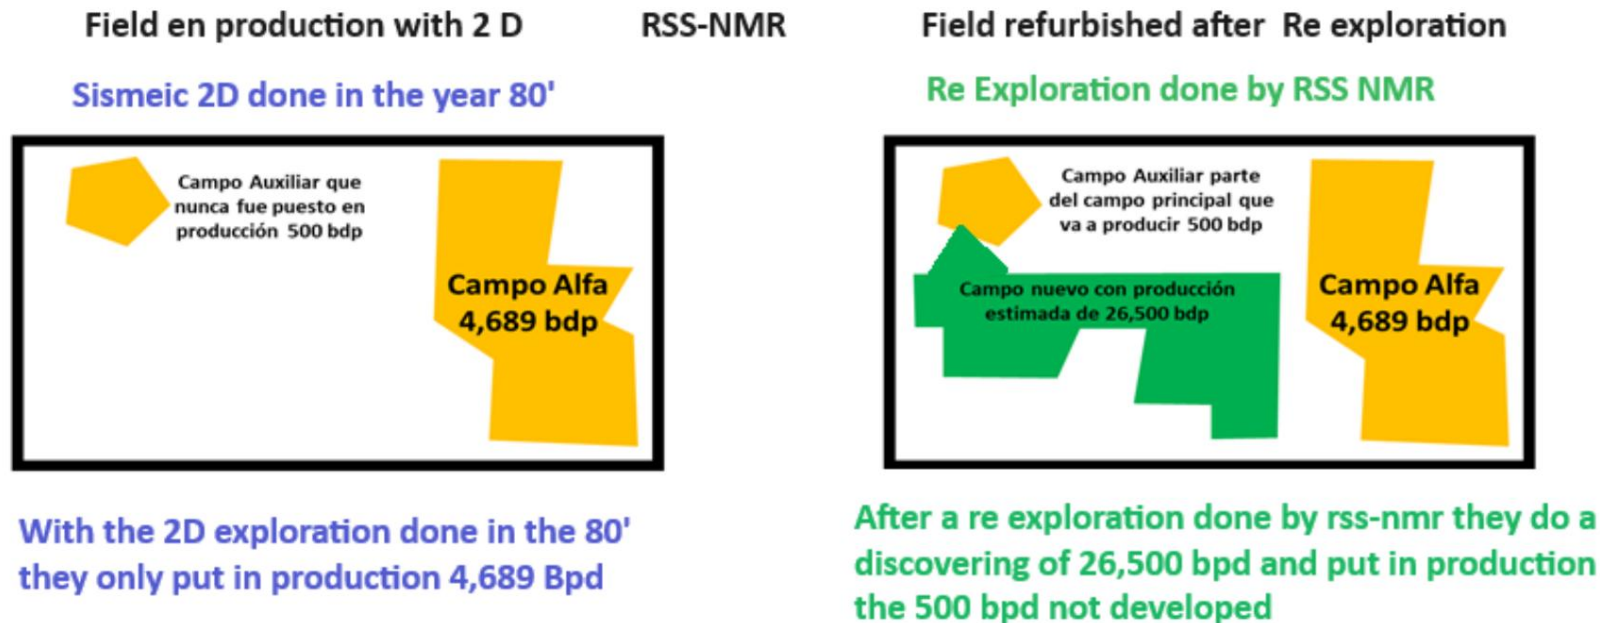 Field en production with 2 D
RSS-NMR
Field refurbished after Re exploration
Sismeic 2D done in the year 80'
Re Exploration done by RSS NMR
Campo Auxiliar que
nunca fue puesto en
producción 500 bdp
Campo Alfa
4,689 bdp
Campo Auxiliar parte
del campo principal que
va a producir 500 bdp
Campo nuevo con producción
estimada de 26,500 bdp
Campo Alfa
4,689 bdp
With the 2D exploration done in the 80'
they only put in production 4,689 Bpd
After a re exploration done by rss-nmr they do a
discovering of 26,500 bpd and put in production
the 500 bpd not developed